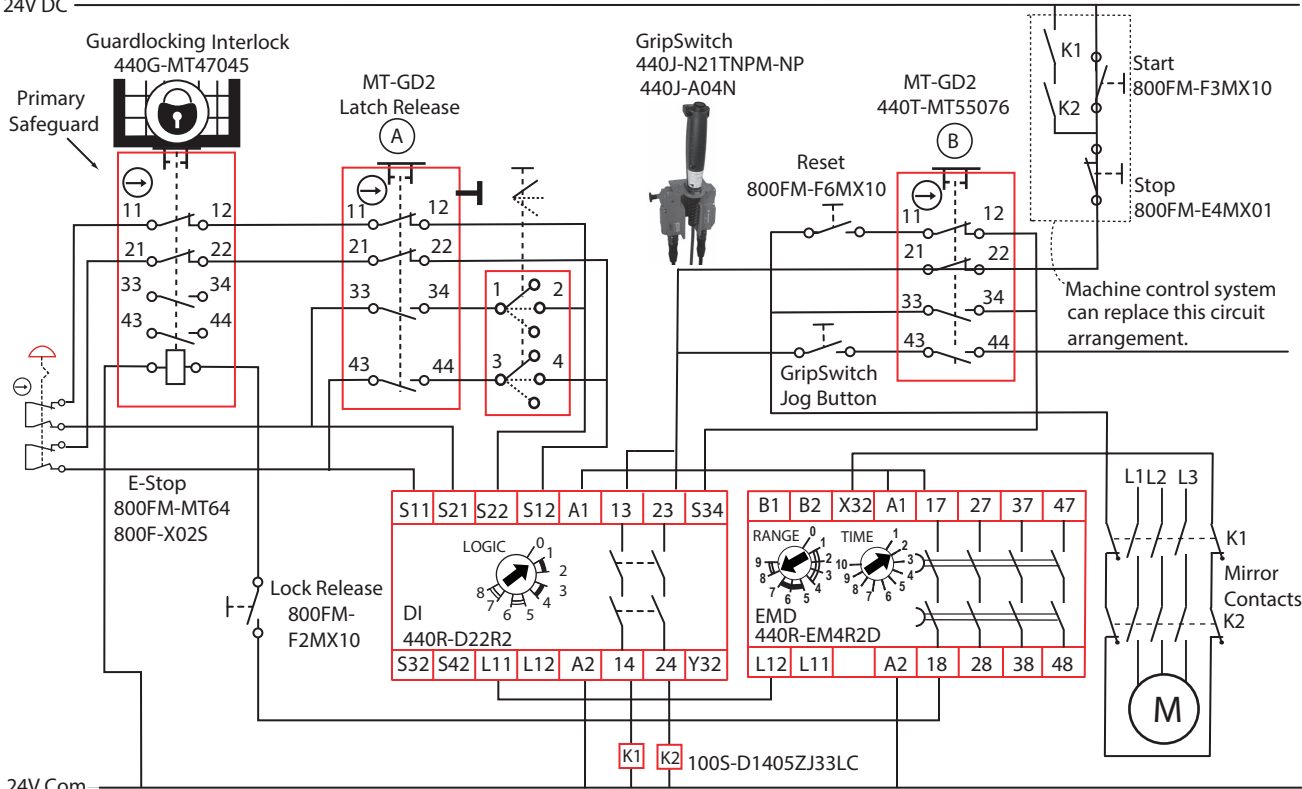 24V DC
Guardlocking Interlock
440G-MT47045
Primary
Safeguard
MT-GD2
Latch Release
A
GripSwitch
440J-N21TNPM-NP
440J-A04N
MT-GD2
440T-MT55076
B
K1
K2
Start
800FM-F3MX10
Stop
800FM-E4MX01
Reset
800FM-F6MX10
Machine control system
can replace this circuit
arrangement.
11 12
21 22
33 34
43 44
11 12
21 22
33 34
43 44
1 2
3 4
11 12
21 22
33 34
43 44
GripSwitch
Jog Button
E-Stop
800FM-MT64
800F-X02S
Lock Release
800FM-
F2MX10
S11 S21 S22 S12 A1 13 23 S34
LOGIC
0 1 2 3 4 5 6 7 8
DI
440R-D22R2
S32 S42 L11 L12 A2 14 24 Y32
B1 B2 X32 A1 17 27 37 47
RANGE
0 1 2 3 4 5 6 7 8 9
TIME
1 2 3 4 5 6 7 8 9 10
EMD
440R-EM4R2D
L12 L11 A2 18 28 38 48
L1 L2 L3
K1
Mirror
Contacts
K2
M
K1
K2
100S-D1405ZJ33LC
24V Com